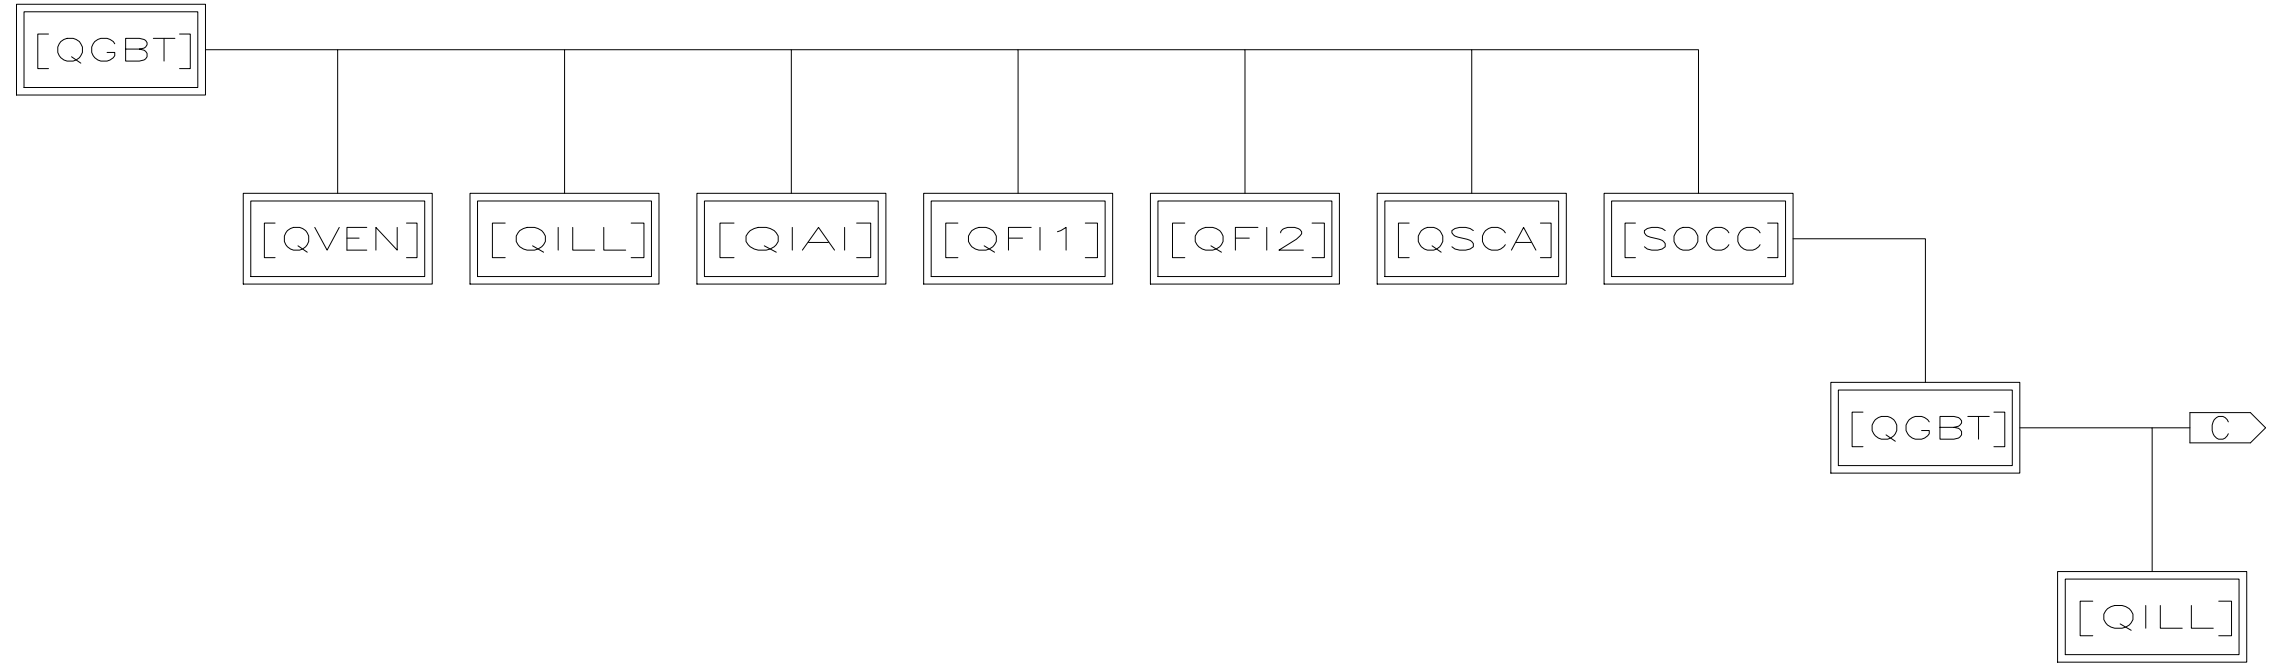 [QGBT]
[QVEN] [QILL] [QIAI] [QFI1] [QFI2] [QSCA] [SOCC]
[QGBT] C
[QILL]